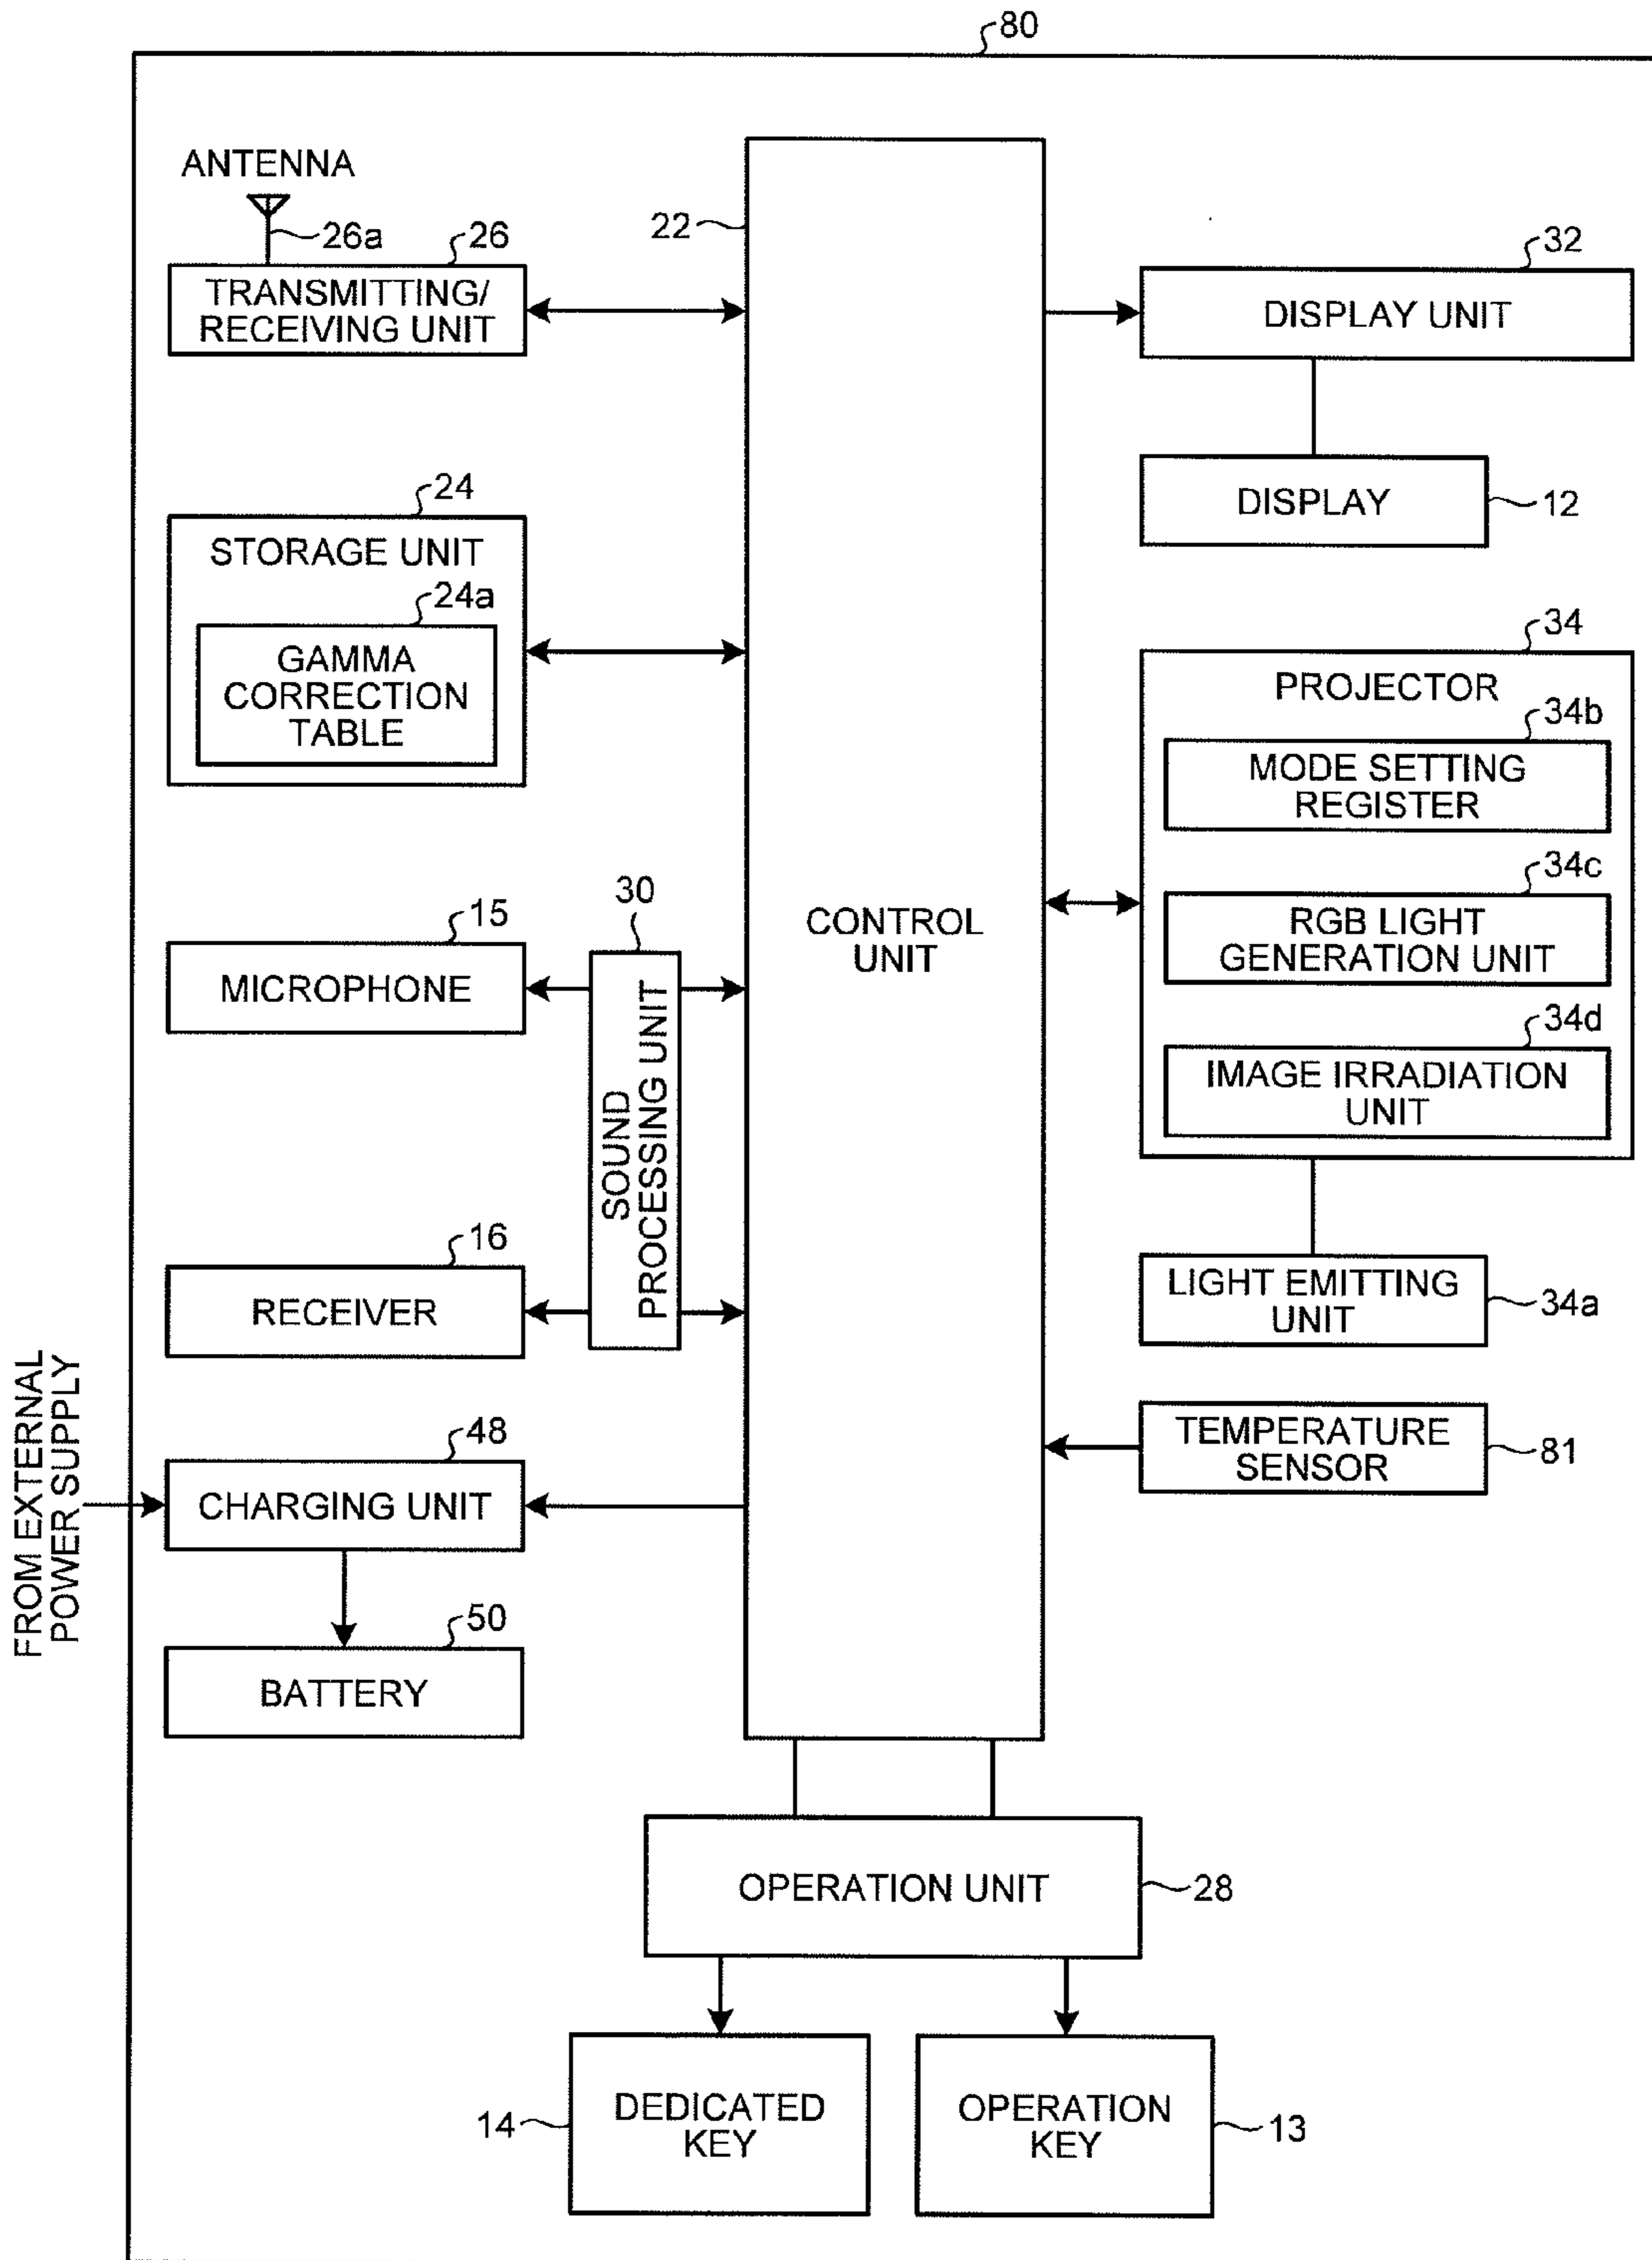 80
ANTENNA
26a
26
TRANSMITTING/
RECEIVING UNIT
22
32
DISPLAY UNIT
DISPLAY
12
24
STORAGE UNIT
24a
GAMMA
CORRECTION
TABLE
34
PROJECTOR
34b
MODE SETTING
REGISTER
34c
RGB LIGHT
GENERATION UNIT
34d
IMAGE IRRADIATION
UNIT
15
MICROPHONE
30
SOUND
PROCESSING UNIT
CONTROL
UNIT
16
RECEIVER
LIGHT EMITTING
UNIT
34a
FROM EXTERNAL
POWER SUPPLY
48
CHARGING UNIT
TEMPERATURE
SENSOR
81
50
BATTERY
OPERATION UNIT
28
14
DEDICATED
KEY
OPERATION
KEY
13